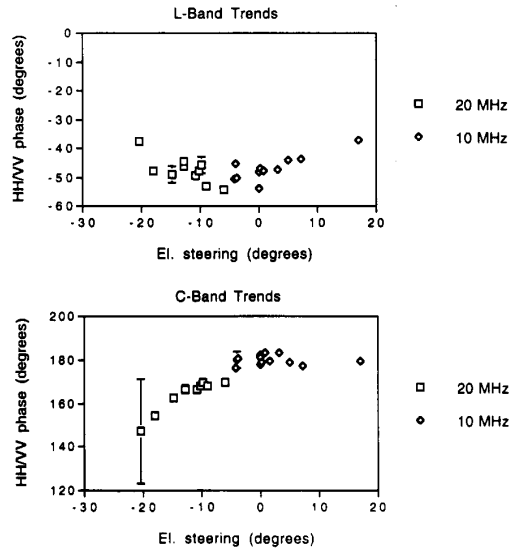 L-Band Trends
HH/VV phase (degrees)
0
-10
-20
-30
-40
-50
-60
-30 -20 -10 0 10 20
El. steering (degrees)
20 MHz
10 MHz
C-Band Trends
HH/VV phase (degrees)
200
180
160
140
120
-30 -20 -10 0 10 20
El. steering (degrees)
20 MHz
10 MHz